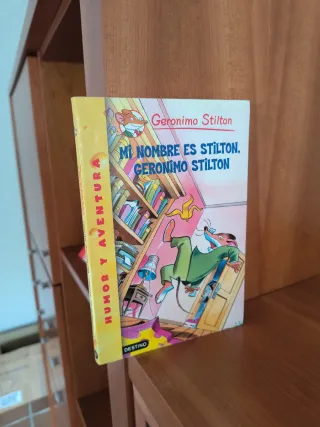 Geronimo Stilton
MI NOMBRE ES STILTON,
GERONIMO STILTON
HUMOR Y AVENTURA
DESTINO